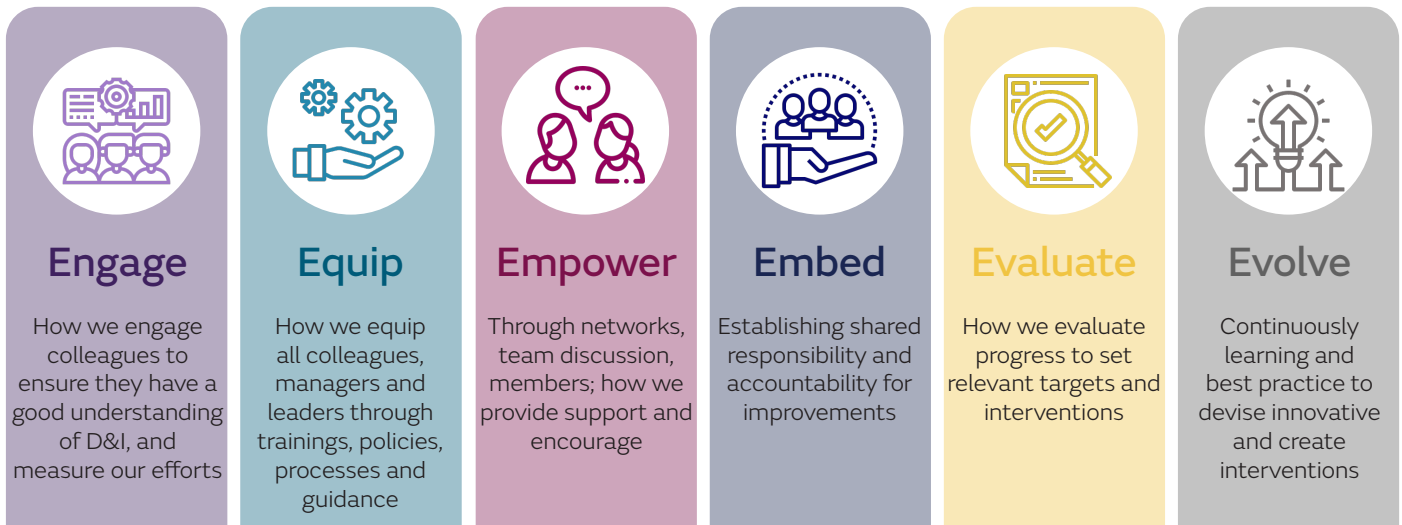 Engage
How we engage
colleagues to
ensure they have a
good understanding
of D&I, and
measure our efforts
Equip
How we equip
all colleagues,
managers and
leaders through
trainings, policies,
processes and
guidance
Empower
Through networks,
team discussion,
members; how we
provide support and
encourage
Embed
Establishing shared
responsibility and
accountability for
improvements
Evaluate
How we evaluate
progress to set
relevant targets and
interventions
Evolve
Continuously
learning and
best practice to
devise innovative
and create
interventions